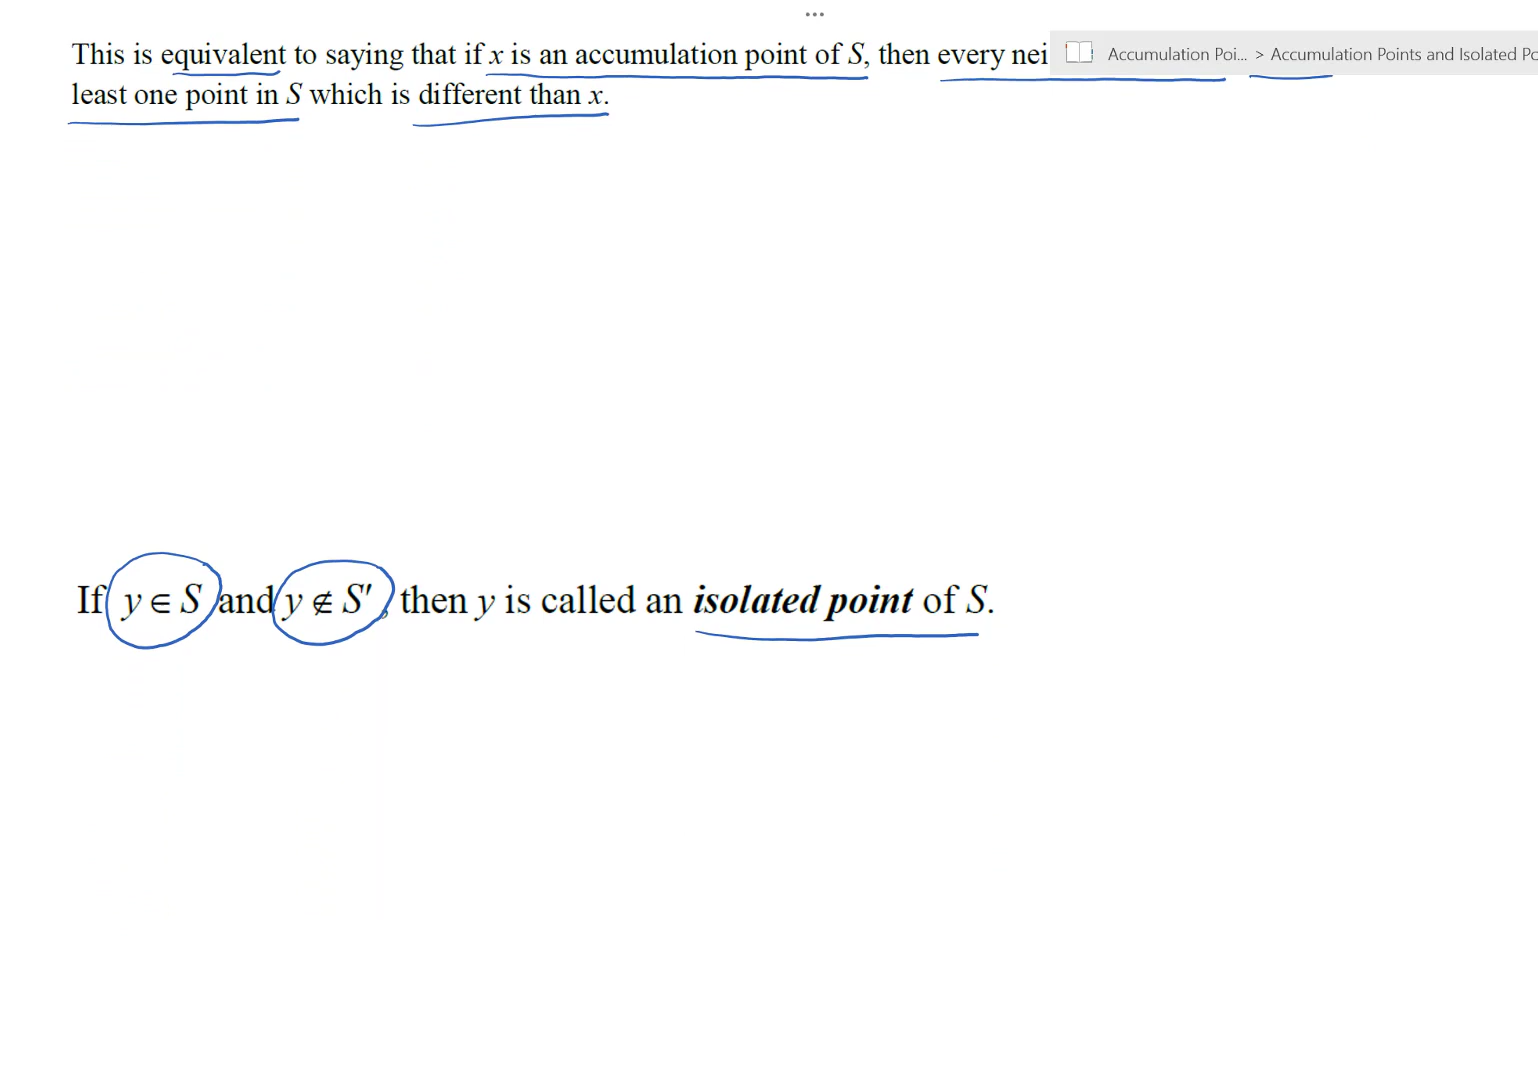 This is equivalent to saying that if x is an accumulation point of S, then every nei
Accumulation Poi... > Accumulation Points and Isolated Po
least one point in S which is different than x.
If y ∈ S and y ∉ S′, then y is called an isolated point of S.